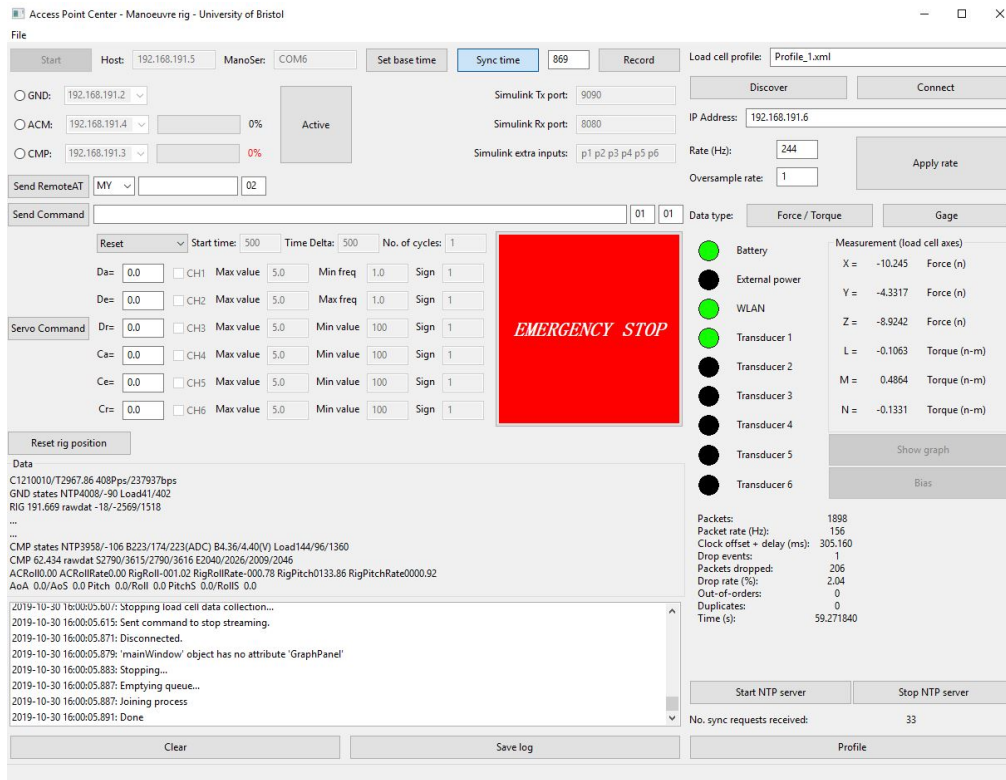 Access Point Center - Manoeuvre rig - University of Bristol
File
Start Host: 192.168.191.5 ManoSer: COM6 Set base time Sync time 869 Record
GND: 192.168.191.2 Simulink Tx port: 9090
ACM: 192.168.191.4 0% Active Simulink Rx port: 8080
CMP: 192.168.191.3 0% Simulink extra inputs: p1 p2 p3 p4 p5 p6
Send RemoteAT MY 02
Send Command 01 01
Reset Start time: 500 Time Delta: 500 No. of cycles: 1
Da= 0.0 CH1 Max value 5.0 Min freq 1.0 Sign 1
De= 0.0 CH2 Max value 5.0 Max freq 1.0 Sign 1
Servo Command Dr= 0.0 CH3 Max value 5.0 Min value 100 Sign 1
Ca= 0.0 CH4 Max value 5.0 Min value 100 Sign 1
Ce= 0.0 CH5 Max value 5.0 Min value 100 Sign 1
Cr= 0.0 CH6 Max value 5.0 Min value 100 Sign 1
EMERGENCY STOP
Reset rig position
Data
C1210010/T2967.86 408Pps/237937bps
GND states NTP4008/-90 Load41/402
RIG 191.669 rawdat -18/-2569/1518
...
...
CMP states NTP3958/-106 B223/174/223(ADC) B4.36/4.40(V) Load144/96/1360
CMP 62.434 rawdat S2790/3615/2790/3616 E2040/2026/2009/2046
ACRoll0.00 ACRollRate0.00 RigRoll-001.02 RigRollRate-000.78 RigPitch0133.86 RigPitchRate0000.92
AoA 0.0/AoS 0.0 Pitch 0.0/Roll 0.0 PitchS 0.0/RollS 0.0
2019-10-30 16:00:05.607: Stopping load cell data collection...
2019-10-30 16:00:05.615: Sent command to stop streaming.
2019-10-30 16:00:05.871: Disconnected.
2019-10-30 16:00:05.879: 'mainWindow' object has no attribute 'GraphPanel'
2019-10-30 16:00:05.883: Stopping...
2019-10-30 16:00:05.887: Emptying queue...
2019-10-30 16:00:05.887: Joining process
2019-10-30 16:00:05.891: Done
Clear Save log
Load cell profile: Profile_1.xml
Discover Connect
IP Address: 192.168.191.6
Rate (Hz): 244
Oversample rate: 1
Apply rate
Data type: Force / Torque Gage
Battery
External power
WLAN
Transducer 1
Transducer 2
Transducer 3
Transducer 4
Transducer 5
Transducer 6
Measurement (load cell axes)
X = -10.245 Force (n)
Y = -4.3317 Force (n)
Z = -8.9242 Force (n)
L = -0.1063 Torque (n-m)
M = 0.4864 Torque (n-m)
N = -0.1331 Torque (n-m)
Show graph
Bias
Packets: 1898
Packet rate (Hz): 156
Clock offset + delay (ms): 305.160
Drop events: 1
Packets dropped: 206
Drop rate (%): 2.04
Out-of-orders: 0
Duplicates: 0
Time (s): 59.271840
Start NTP server Stop NTP server
No. sync requests received: 33
Profile